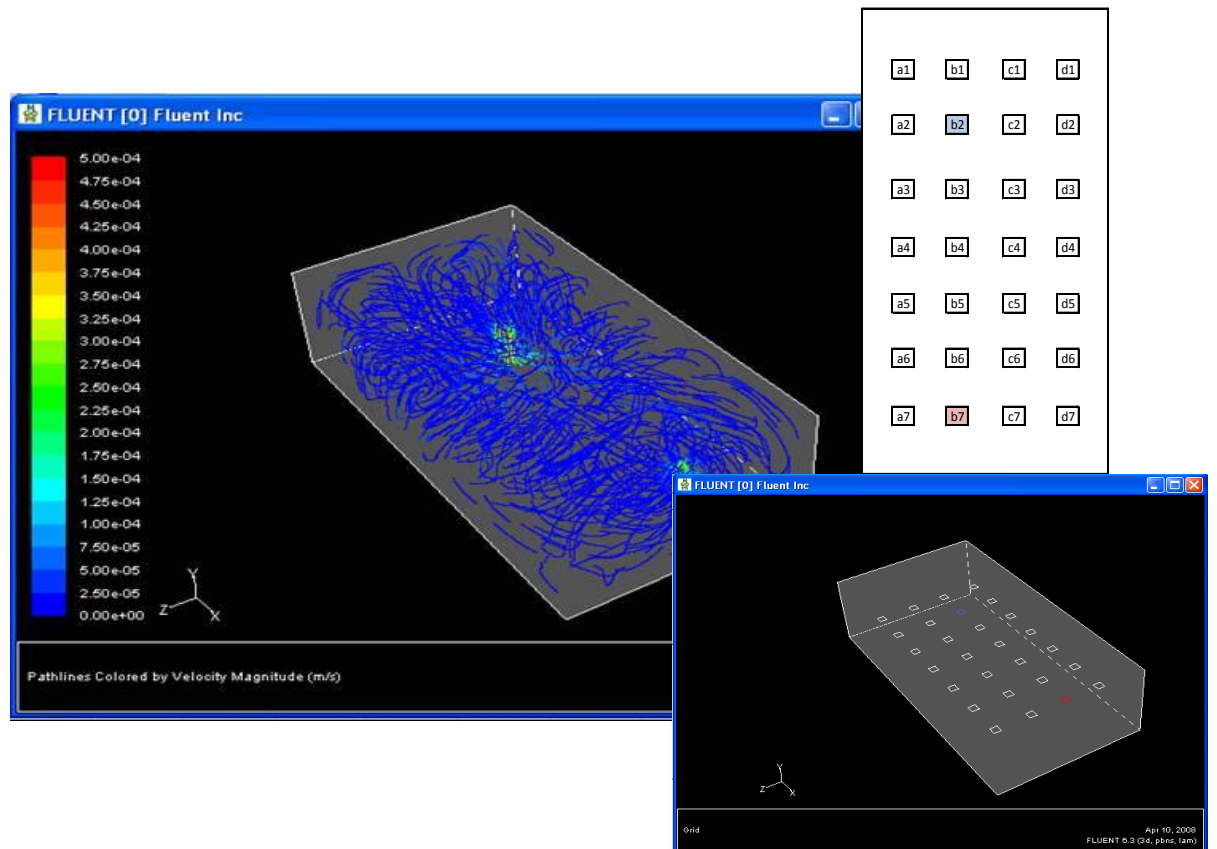 a1 b1 c1 d1
a2 b2 c2 d2
a3 b3 c3 d3
a4 b4 c4 d4
a5 b5 c5 d5
a6 b6 c6 d6
a7 b7 c7 d7
FLUENT [0] Fluent Inc
5.00e-04
4.75e-04
4.50e-04
4.25e-04
4.00e-04
3.75e-04
3.50e-04
3.25e-04
3.00e-04
2.75e-04
2.50e-04
2.25e-04
2.00e-04
1.75e-04
1.50e-04
1.25e-04
1.00e-04
7.50e-05
5.00e-05
2.50e-05
0.00e+00
Y
Z
X
Pathlines Colored by Velocity Magnitude (m/s)
FLUENT [0] Fluent Inc
Y
Z
X
Grid
Apr 10, 2008
FLUENT 6.3 (3d, pbns, lam)